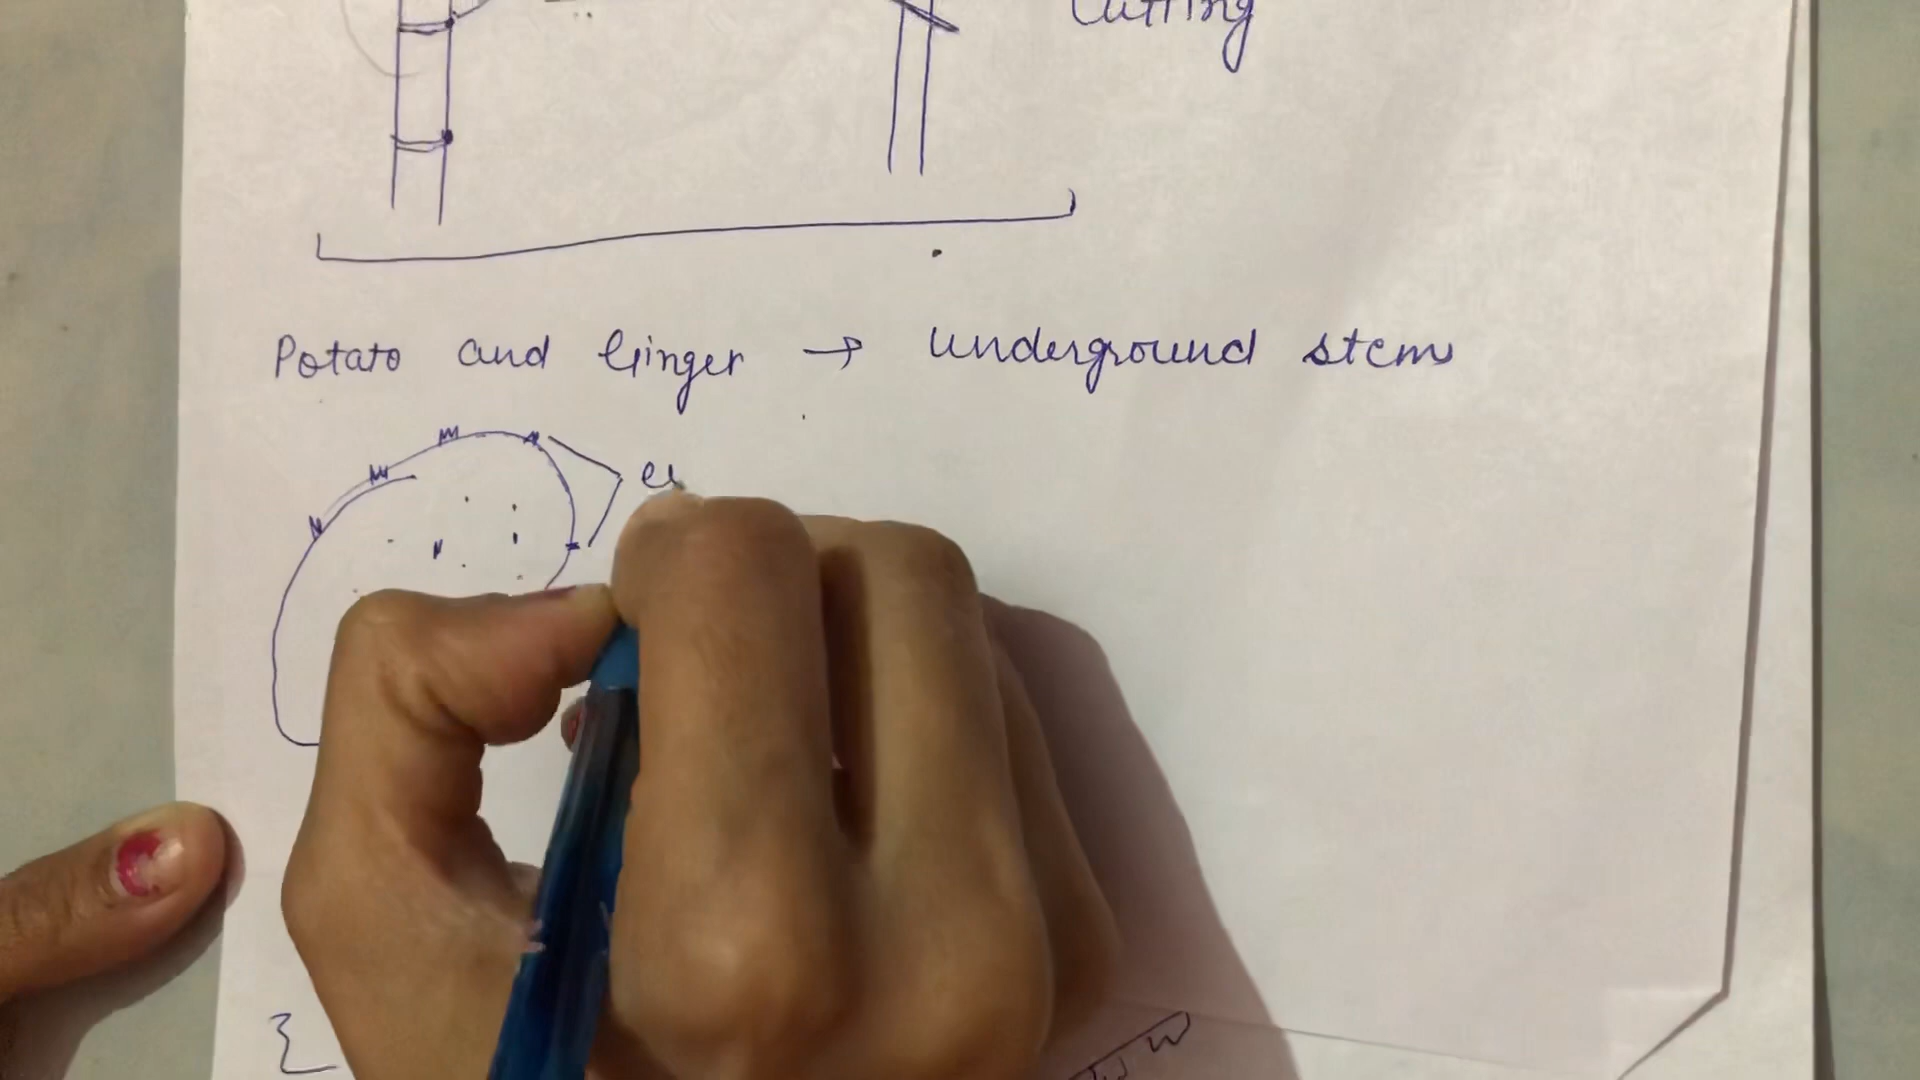 Cutting
Potato and Ginger → underground stem